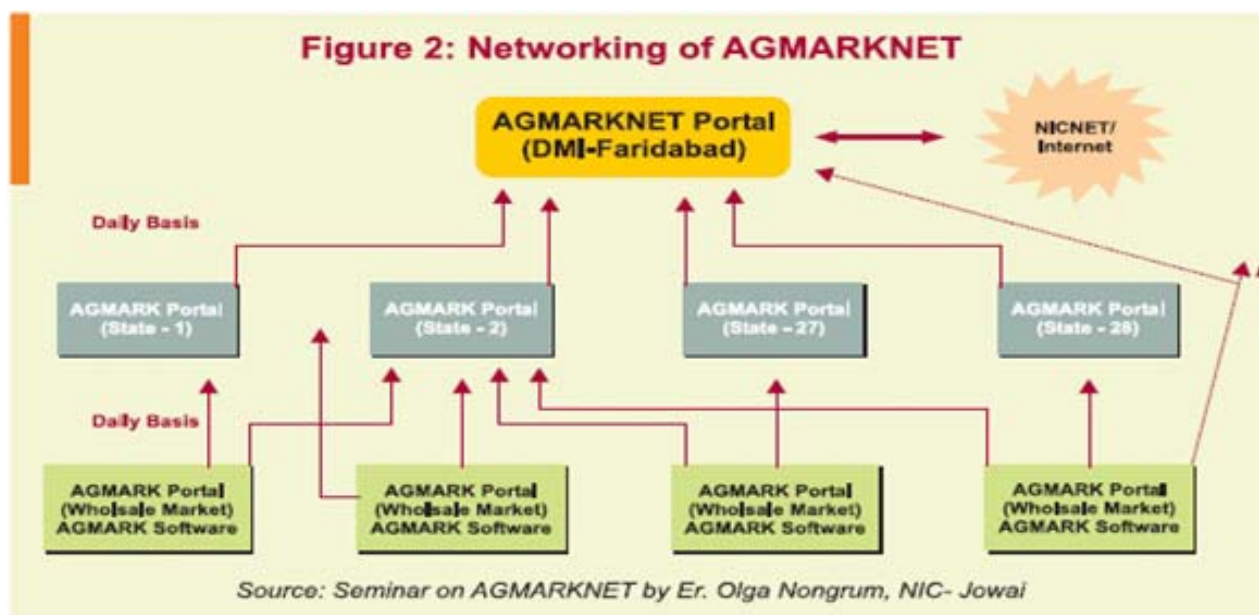 Figure 2: Networking of AGMARKNET
AGMARKNET Portal
(DMI-Faridabad)
NICNET/
Internet
Daily Basis
AGMARK Portal
(State - 1)
AGMARK Portal
(State - 2)
AGMARK Portal
(State - 27)
AGMARK Portal
(State - 28)
Daily Basis
AGMARK Portal
(Wholsale Market)
AGMARK Software
AGMARK Portal
(Wholsale Market)
AGMARK Software
AGMARK Portal
(Wholsale Market)
AGMARK Software
AGMARK Portal
(Wholsale Market)
AGMARK Software
Source: Seminar on AGMARKNET by Er. Olga Nongrum, NIC- Jowai